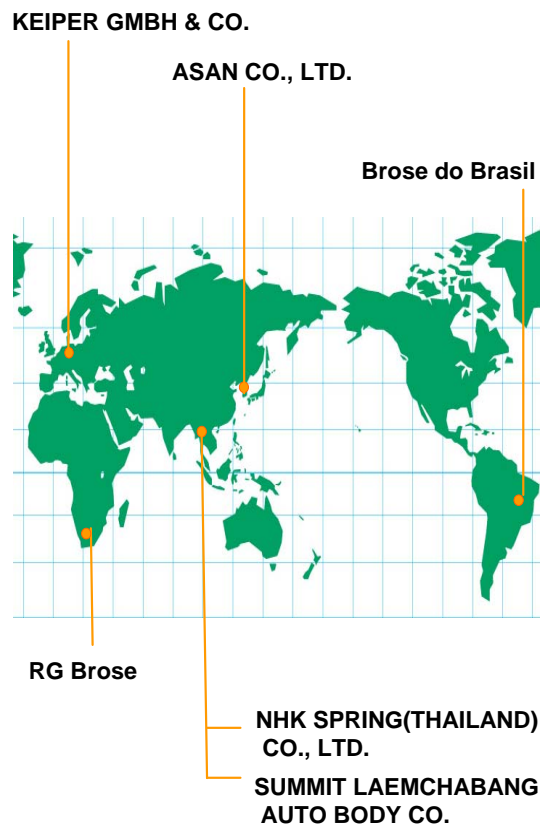 KEIPER GMBH & CO.
ASAN CO., LTD.
Brose do Brasil
RG Brose
NHK SPRING(THAILAND)
CO., LTD.
SUMMIT LAEMCHABANG
AUTO BODY CO.